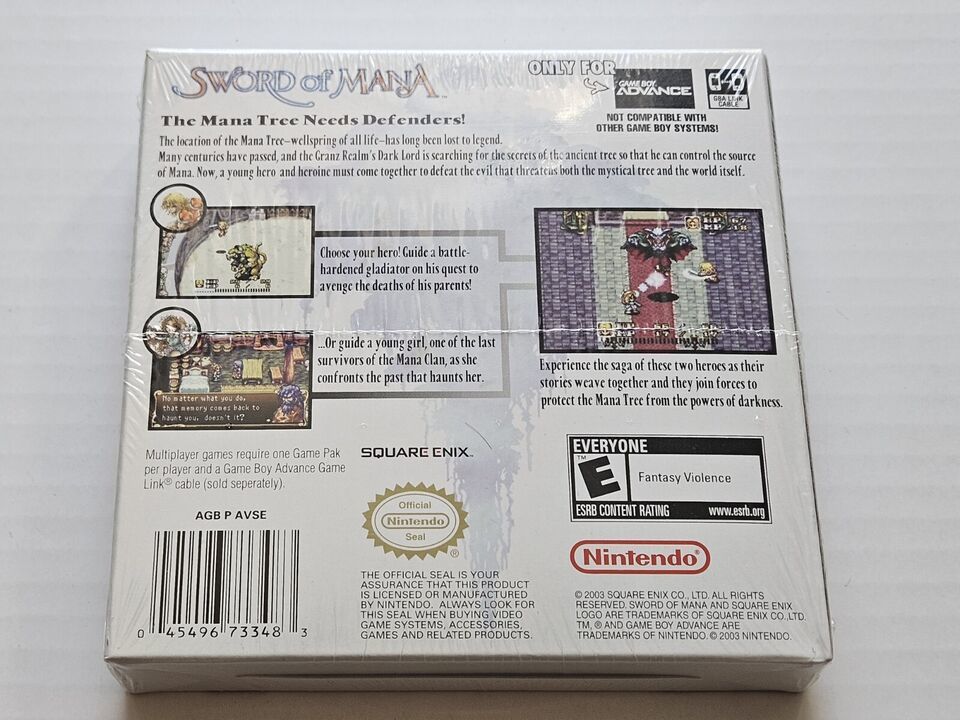 SWORD of MANA™
ONLY FOR
GAME BOY
ADVANCE
GBA LINK
CABLE
NOT COMPATIBLE WITH
OTHER GAME BOY SYSTEMS!
The Mana Tree Needs Defenders!
The location of the Mana Tree—wellspring of all life—has long been lost to legend.
Many centuries have passed, and the Granz Realm's Dark Lord is searching for the secrets of the ancient tree so that he can control the source
of Mana. Now, a young hero and heroine must come together to defeat the evil that threatens both the mystical tree and the world itself.
Choose your hero! Guide a battle-
hardened gladiator on his quest to
avenge the deaths of his parents!
...Or guide a young girl, one of the last
survivors of the Mana Clan, as she
confronts the past that haunts her.
No matter what you do,
that memory comes back to
haunt you, doesn't it?
Experience the saga of these two heroes as their
stories weave together and they join forces to
protect the Mana Tree from the powers of darkness.
Multiplayer games require one Game Pak
per player and a Game Boy Advance Game
Link® cable (sold seperately).
SQUARE ENIX™
EVERYONE
E™
Fantasy Violence
ESRB CONTENT RATING www.esrb.org
AGB P AVSE
0 45496 73348 3
Official
Nintendo
Seal
®
THE OFFICIAL SEAL IS YOUR
ASSURANCE THAT THIS PRODUCT
IS LICENSED OR MANUFACTURED
BY NINTENDO. ALWAYS LOOK FOR
THIS SEAL WHEN BUYING VIDEO
GAME SYSTEMS, ACCESSORIES,
GAMES AND RELATED PRODUCTS.
Nintendo®
© 2003 SQUARE ENIX CO., LTD. ALL RIGHTS
RESERVED. SWORD OF MANA AND SQUARE ENIX
LOGO ARE TRADEMARKS OF SQUARE ENIX CO.,LTD.
TM, ® AND GAME BOY ADVANCE ARE
TRADEMARKS OF NINTENDO. © 2003 NINTENDO.